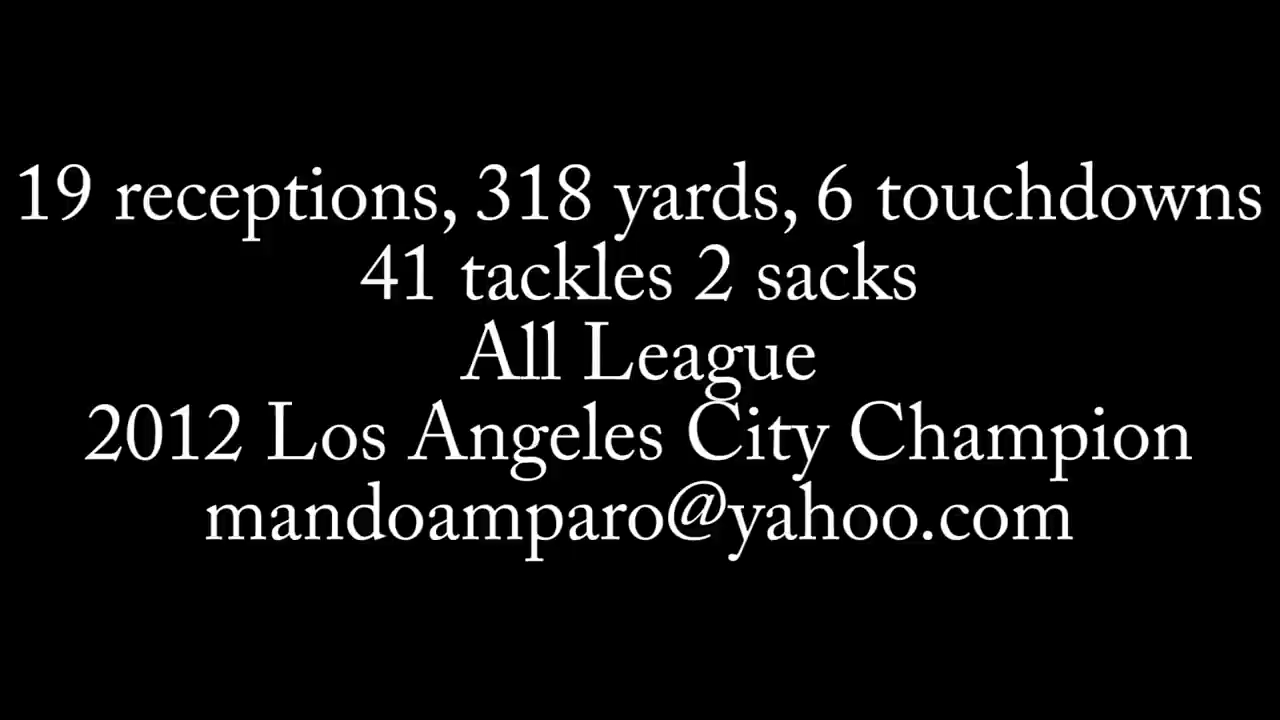 19 receptions, 318 yards, 6 touchdowns
41 tackles 2 sacks
All League
2012 Los Angeles City Champion
mandoamparo@yahoo.com